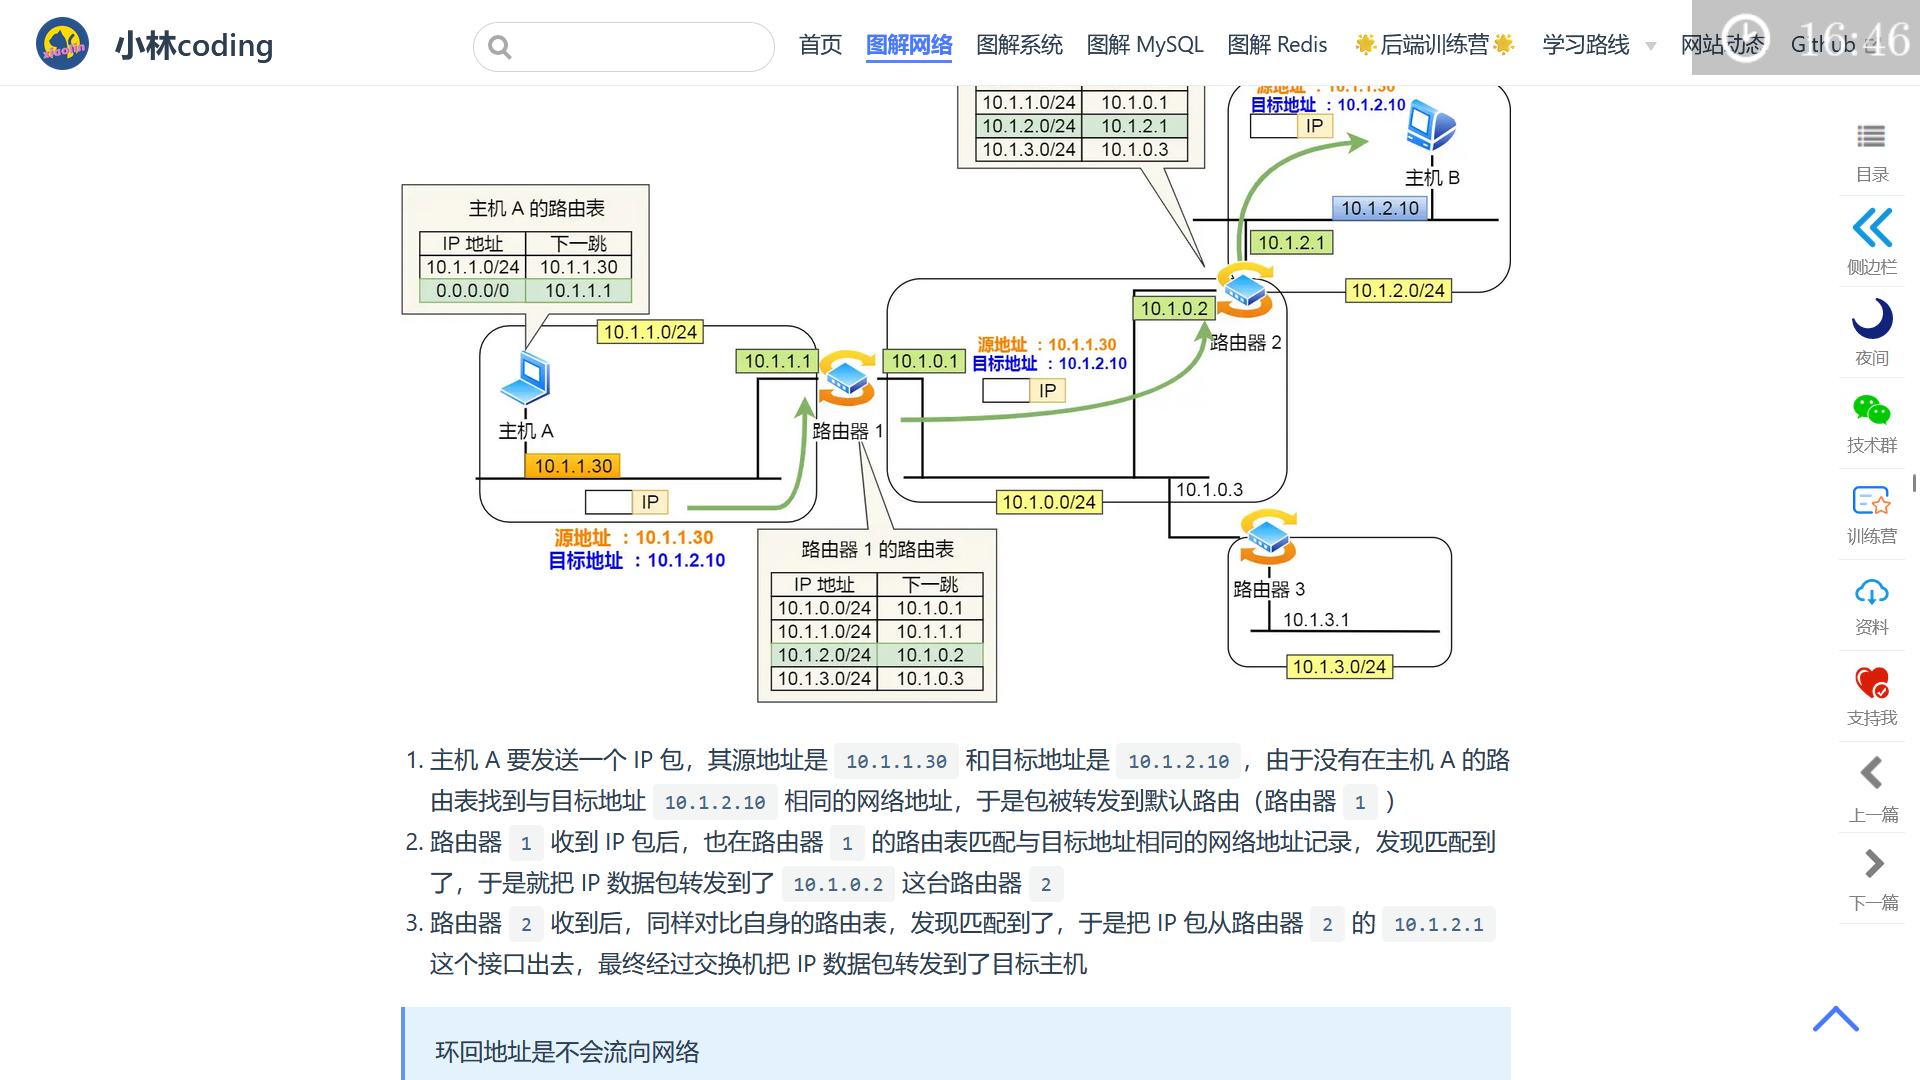 小林coding
首页
图解网络
图解系统
图解 MySQL
图解 Redis
🌟后端训练营🌟
学习路线
网站动态
Github
16:46
10.1.1.0/24 10.1.0.1
10.1.2.0/24 10.1.2.1
10.1.3.0/24 10.1.0.3
源地址 : 10.1.1.30
目标地址 : 10.1.2.10
IP
主机 B
10.1.2.10
10.1.2.1
10.1.2.0/24
主机 A 的路由表
IP 地址 下一跳
10.1.1.0/24 10.1.1.30
0.0.0.0/0 10.1.1.1
10.1.1.0/24
10.1.1.1
10.1.0.1
源地址 : 10.1.1.30
目标地址 : 10.1.2.10
IP
10.1.0.2
路由器 2
主机 A
路由器 1
10.1.1.30
IP
源地址 : 10.1.1.30
目标地址 : 10.1.2.10
10.1.0.0/24
10.1.0.3
路由器 1 的路由表
IP 地址 下一跳
10.1.0.0/24 10.1.0.1
10.1.1.0/24 10.1.1.1
10.1.2.0/24 10.1.0.2
10.1.3.0/24 10.1.0.3
路由器 3
10.1.3.1
10.1.3.0/24
1. 主机 A 要发送一个 IP 包，其源地址是 10.1.1.30 和目标地址是 10.1.2.10，由于没有在主机 A 的路
由表找到与目标地址 10.1.2.10 相同的网络地址，于是包被转发到默认路由（路由器 1 ）
2. 路由器 1 收到 IP 包后，也在路由器 1 的路由表匹配与目标地址相同的网络地址记录，发现匹配到
了，于是就把 IP 数据包转发到了 10.1.0.2 这台路由器 2
3. 路由器 2 收到后，同样对比自身的路由表，发现匹配到了，于是把 IP 包从路由器 2 的 10.1.2.1
这个接口出去，最终经过交换机把 IP 数据包转发到了目标主机
环回地址是不会流向网络
目录
侧边栏
夜间
技术群
训练营
资料
支持我
上一篇
下一篇